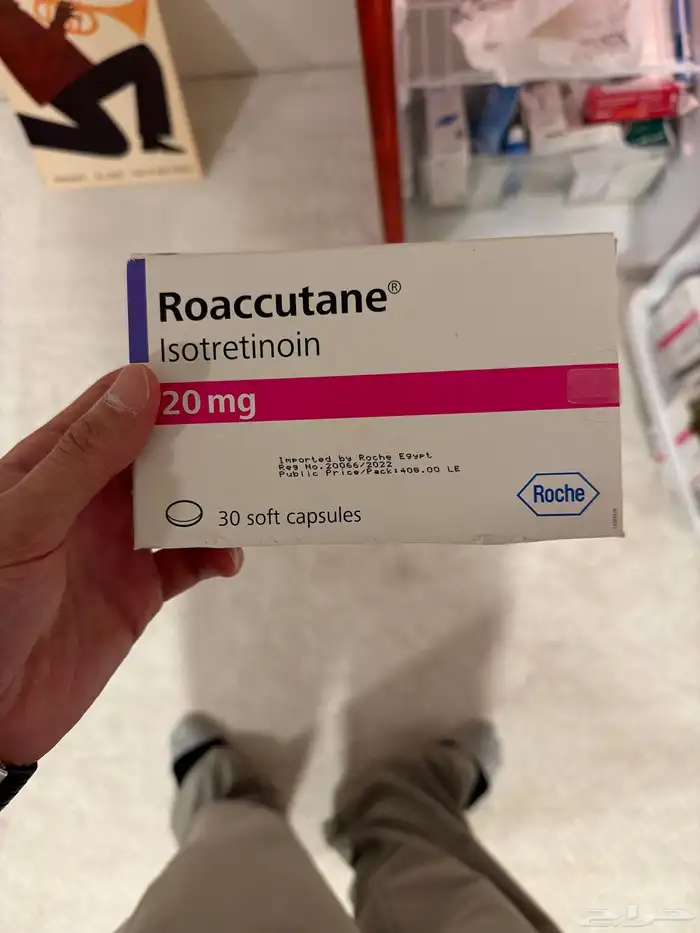 Roaccutane®
Isotretinoin
20 mg
Imported by Roche Egypt
Reg No.20066/2022
Public Price/Pack:408.00 LE
Roche
30 soft capsules
حراج